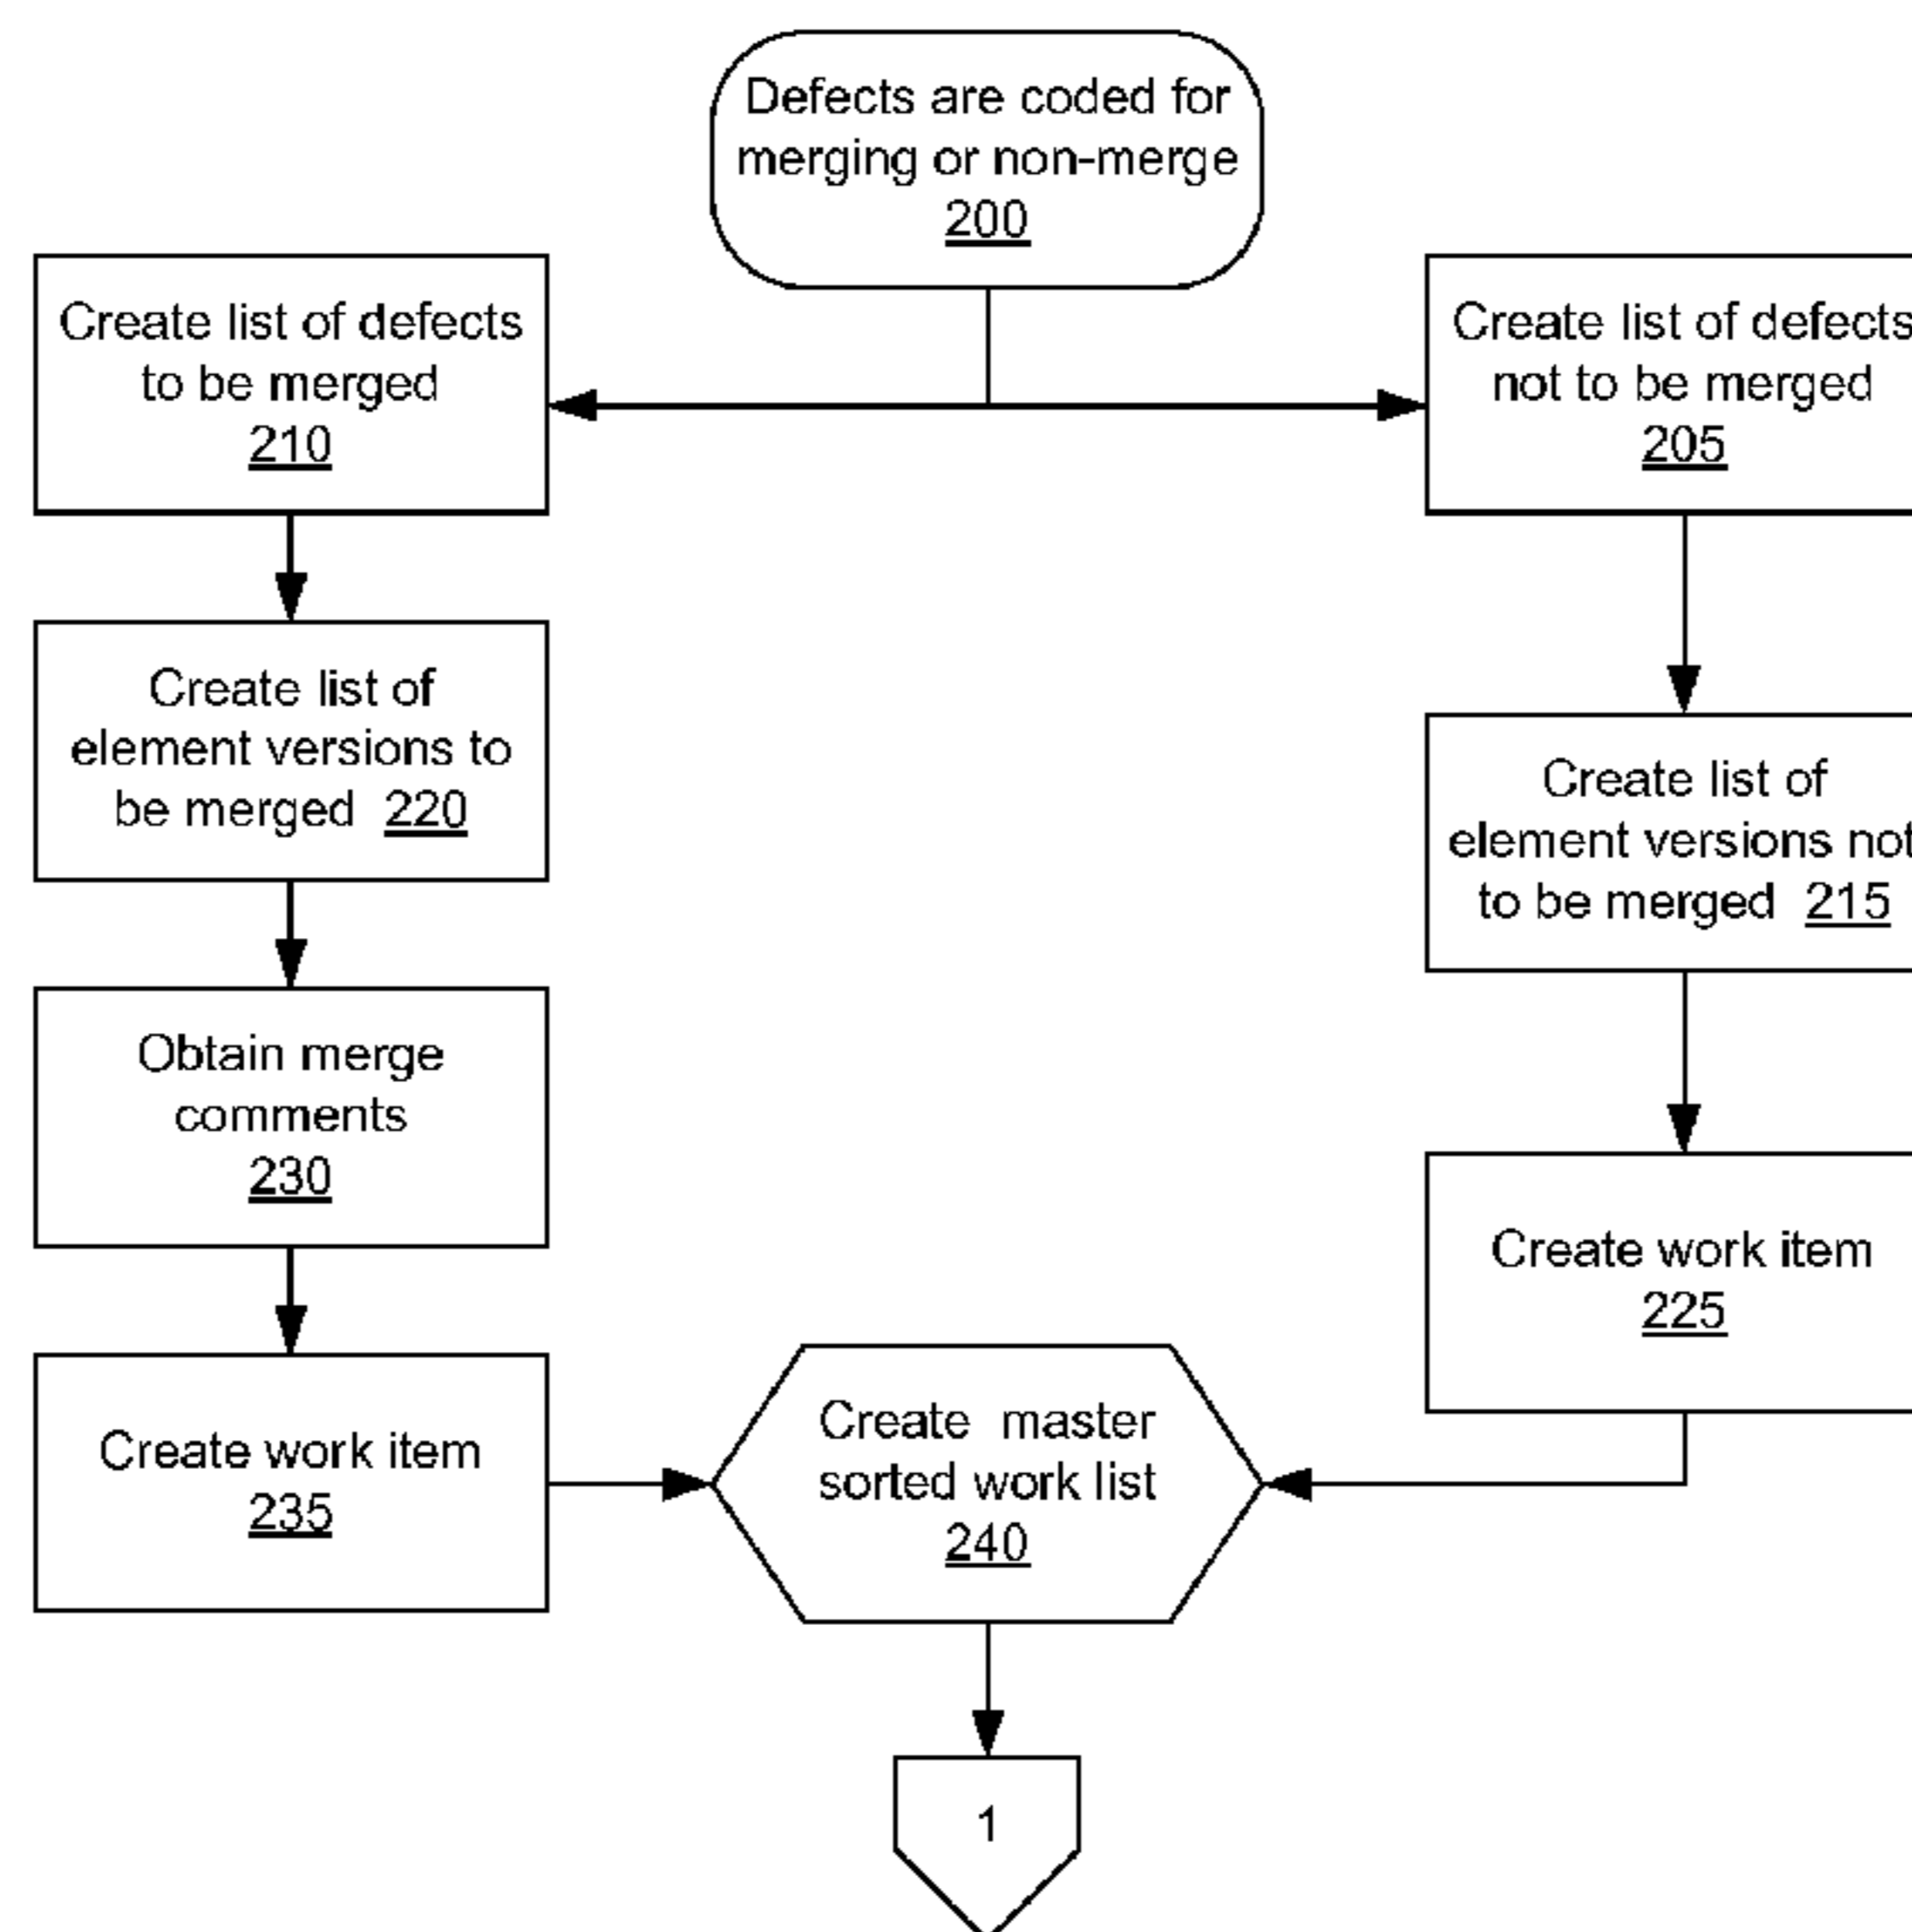 Defects are coded for
merging or non-merge
200
Create list of defects
to be merged
210
Create list of defects
not to be merged
205
Create list of
element versions to
be merged 220
Create list of
element versions not
to be merged 215
Obtain merge
comments
230
Create work item
225
Create work item
235
Create master
sorted work list
240
1